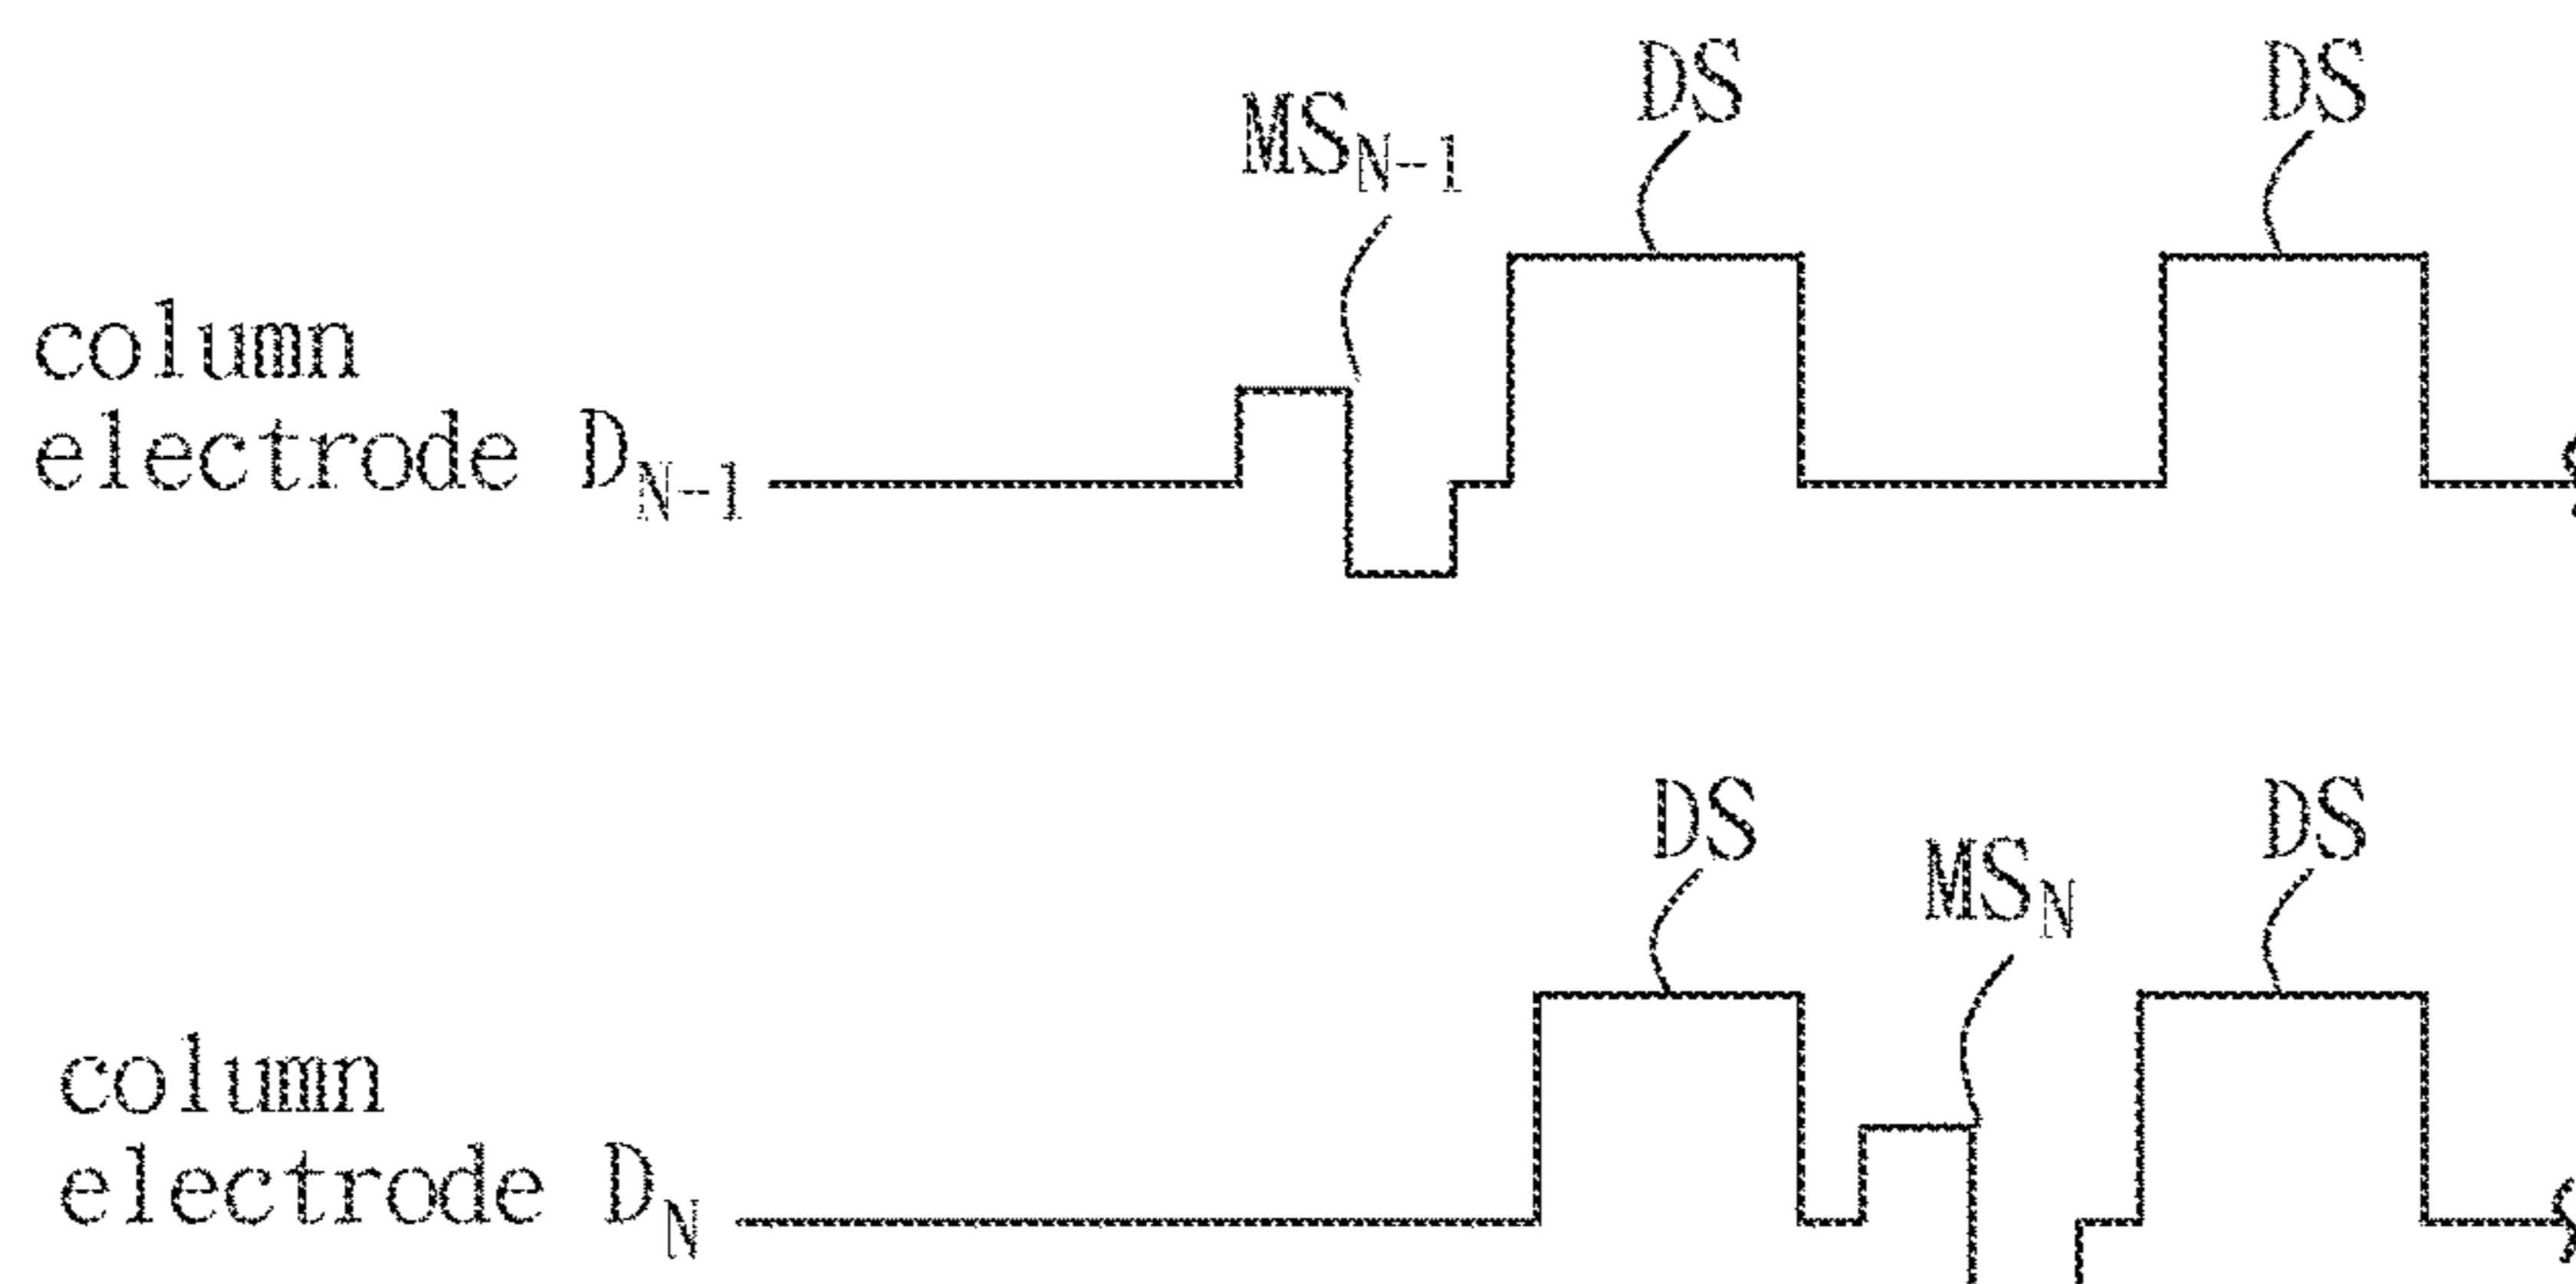 DS DS
MS_{N-1}
column
electrode D_{N-1}
DS DS
MS_N
column
electrode D_N